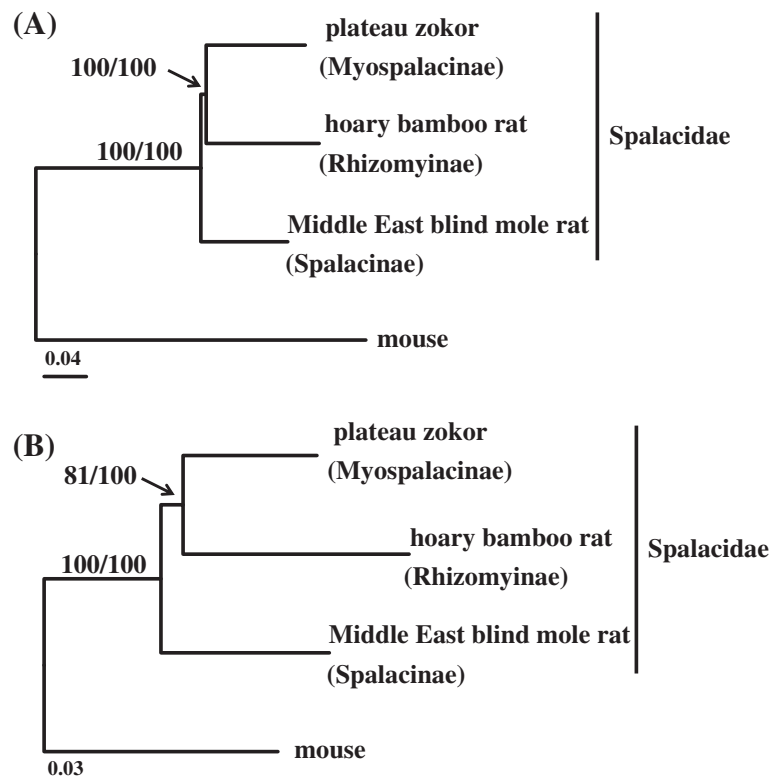 (A)
plateau zokor
(Myospalacinae)
100/100
hoary bamboo rat
(Rhizomyinae)
Spalacidae
100/100
Middle East blind mole rat
(Spalacinae)
mouse
0.04
(B)
plateau zokor
(Myospalacinae)
81/100
hoary bamboo rat
(Rhizomyinae)
Spalacidae
100/100
Middle East blind mole rat
(Spalacinae)
mouse
0.03